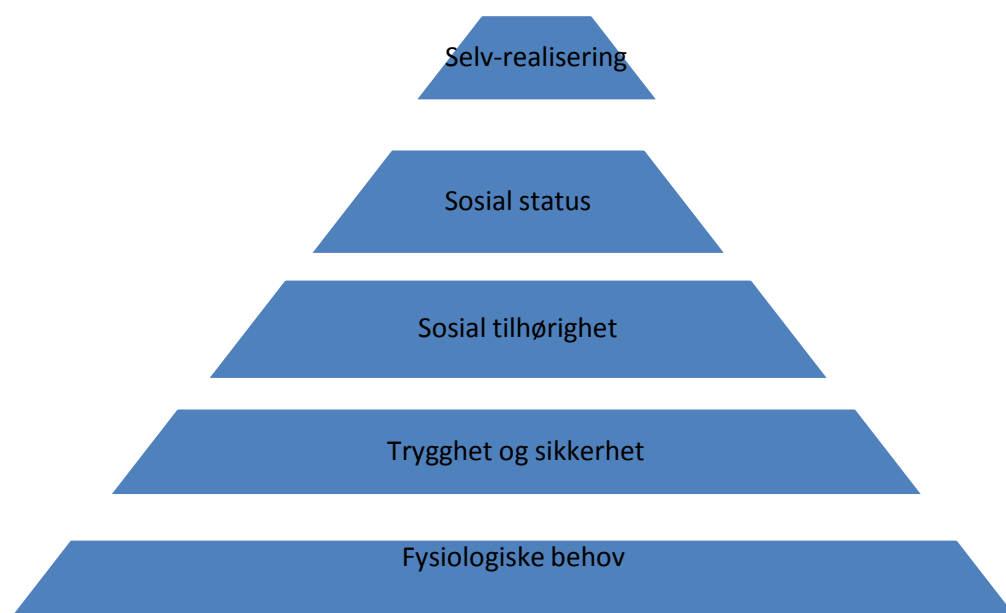 Selv-realisering
Sosial status
Sosial tilhørighet
Trygghet og sikkerhet
Fysiologiske behov